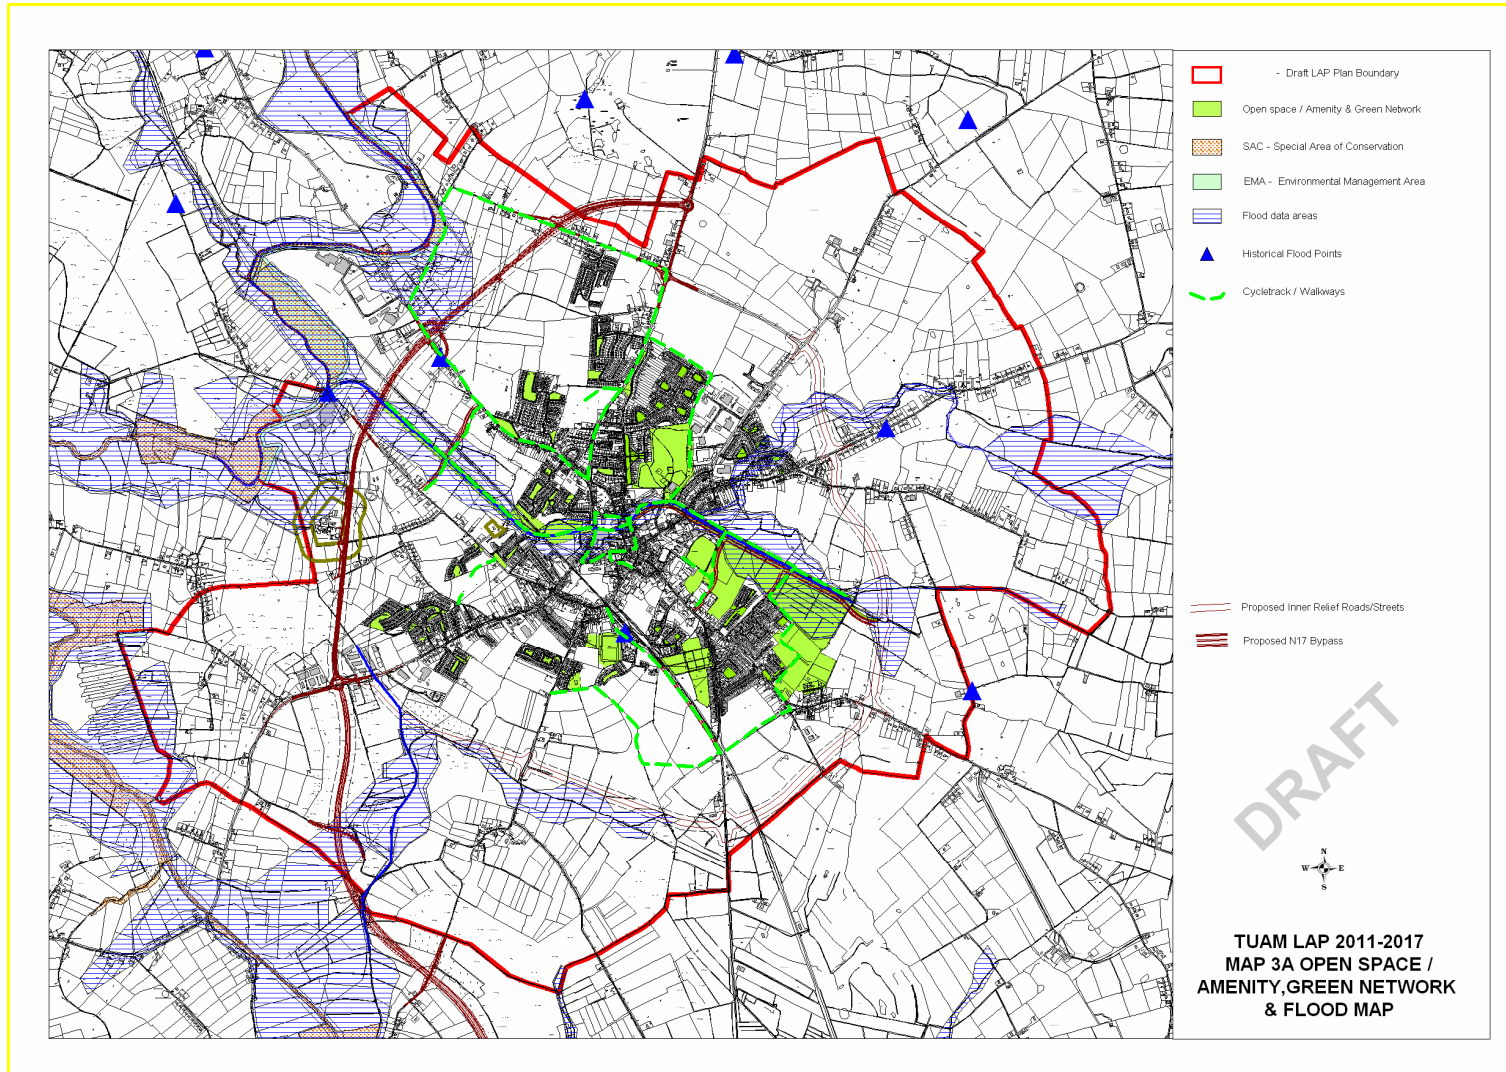 - Draft LAP Plan Boundary
Open space / Amenity & Green Network
SAC - Special Area of Conservation
EMA - Environmental Management Area
Flood data areas
Historical Flood Points
Cycletrack / Walkways
Proposed Inner Relief Roads/Streets
Proposed N17 Bypass
DRAFT
N
W E
S
TUAM LAP 2011-2017
MAP 3A OPEN SPACE /
AMENITY,GREEN NETWORK
& FLOOD MAP